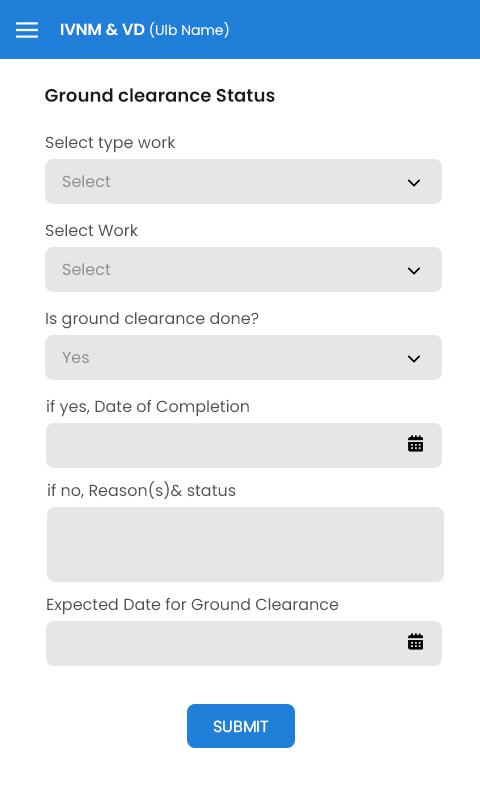 IVNM & VD (Ulb Name)
Ground clearance Status
Select type work
Select
Select Work
Select
Is ground clearance done?
Yes
if yes, Date of Completion
if no, Reason(s)& status
Expected Date for Ground Clearance
SUBMIT